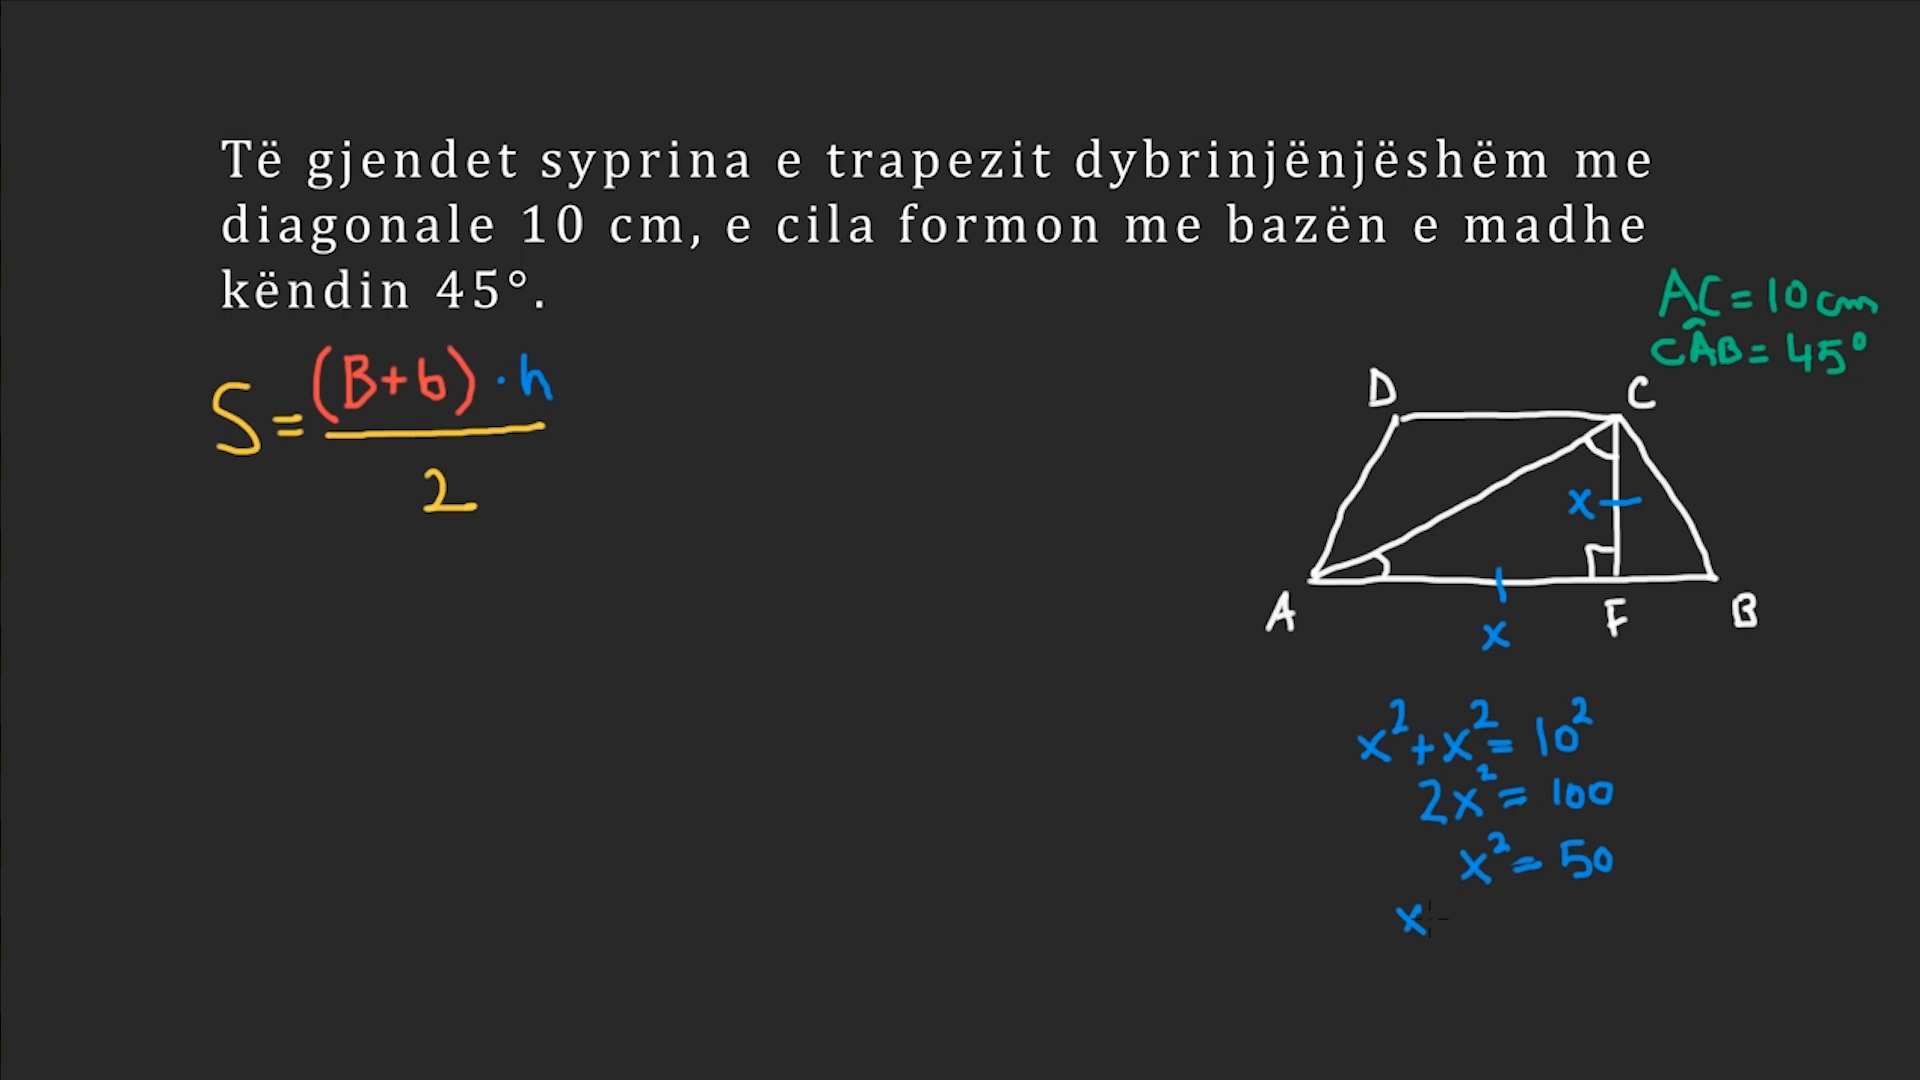 Të gjendet syprina e trapezit dybrinjënjëshëm me
diagonale 10 cm, e cila formon me bazën e madhe
këndin 45°.
AC = 10 cm
CÂB = 45°
S = (B+b) · h
2
D
C
x
A
F
B
x
x² + x² = 10²
2x² = 100
x² = 50
x